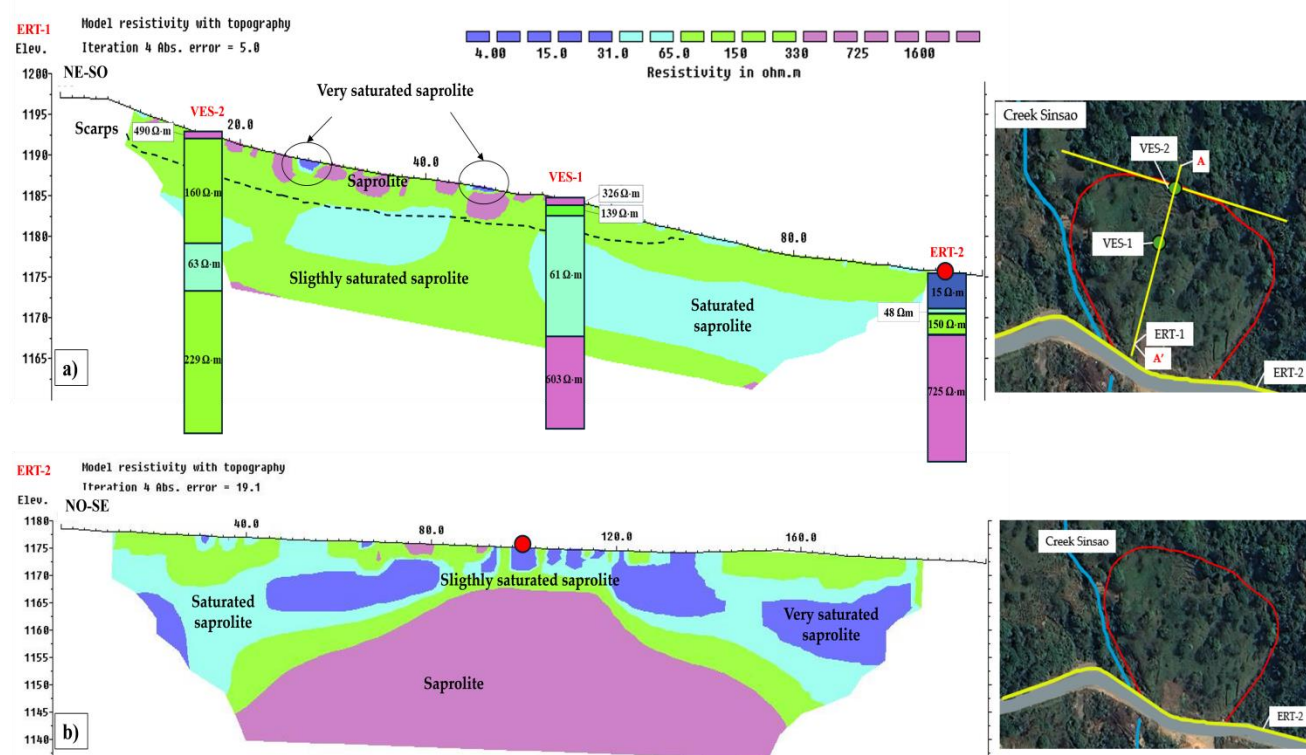 ERT-1
Model resistivity with topography
Elev.
Iteration 4 Abs. error = 5.0
4.00 15.0 31.0 65.0 150 330 725 1600
Resistivity in ohm.m
1200
NE-SO
1195
1190
1185
1180
1175
1170
1165
Scarps
VES-2
490 Ω·m
160 Ω·m
63 Ω·m
229 Ω·m
20.0
Very saturated saprolite
40.0
Saprolite
VES-1
326 Ω·m
139 Ω·m
61 Ω·m
603 Ω·m
80.0
Sligthly saturated saprolite
Saturated
saprolite
ERT-2
15 Ω·m
48 Ωm
150 Ω·m
725 Ω·m
a)
Creek Sinsao
VES-2
A
VES-1
ERT-1
A'
ERT-2
ERT-2
Model resistivity with topography
Iteration 4 Abs. error = 19.1
Elev.
NO-SE
1180
1175
1170
1165
1160
1155
1150
1145
1140
40.0
80.0
120.0
160.0
Sligthly saturated saprolite
Saturated
saprolite
Very saturated
saprolite
Saprolite
b)
Creek Sinsao
ERT-2